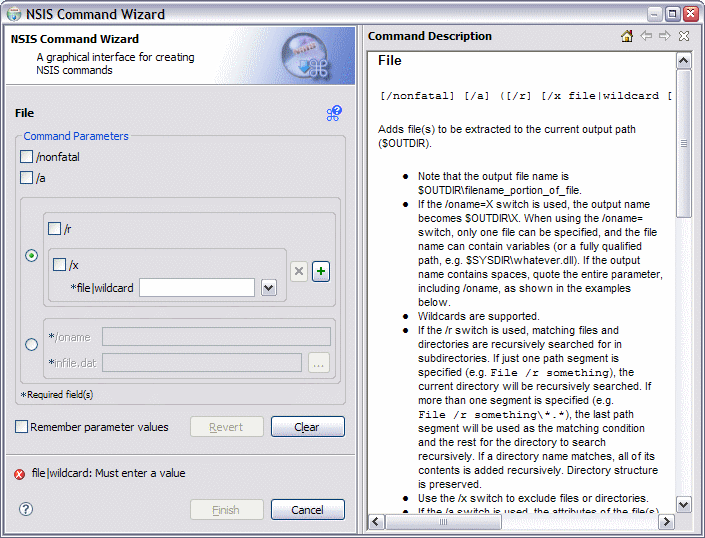 NSIS Command Wizard
NSIS Command Wizard
A graphical interface for creating
NSIS commands
File
Command Parameters
/nonfatal
/a
/r
/x
*file|wildcard
*/oname
*infile.dat
...
*Required field(s)
Remember parameter values
Revert
Clear
file|wildcard: Must enter a value
Finish
Cancel
Command Description
File
[/nonfatal] [/a] ([/r] [/x file|wildcard [
Adds file(s) to be extracted to the current output path
($OUTDIR).
● Note that the output file name is
$OUTDIR\filename_portion_of_file.
● If the /oname=X switch is used, the output name
becomes $OUTDIR\X. When using the /oname=
switch, only one file can be specified, and the file
name can contain variables (or a fully qualified
path, e.g. $SYSDIR\whatever.dll). If the output
name contains spaces, quote the entire parameter,
including /oname, as shown in the examples
below.
● Wildcards are supported.
● If the /r switch is used, matching files and
directories are recursively searched for in
subdirectories. If just one path segment is
specified (e.g. File /r something), the
current directory will be recursively searched. If
more than one segment is specified (e.g.
File /r something\*.*), the last path
segment will be used as the matching condition
and the rest for the directory to search
recursively. If a directory name matches, all of its
contents is added recursively. Directory structure
is preserved.
● Use the /x switch to exclude files or directories.
● If the /a switch is used, the attributes of the file(s)